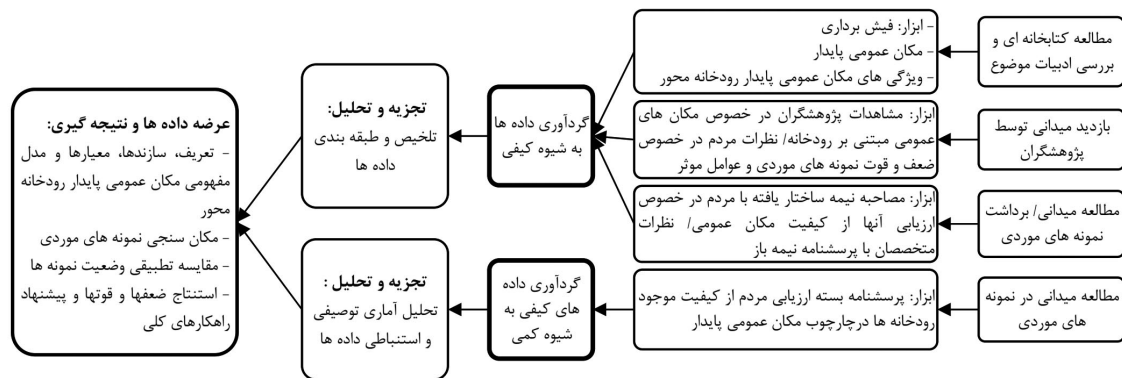 مطالعه کتابخانه ای و
بررسی ادبیات موضوع
- ابزار: فیش برداری
- مکان عمومی پایدار
- ویژگی های مکان عمومی پایدار رودخانه محور
بازدید میدانی توسط
پژوهشگران
ابزار: مشاهدات پژوهشگران در خصوص مکان های
عمومی مبتنی بر رودخانه/ نظرات مردم در خصوص
ضعف و قوت نمونه های موردی و عوامل موثر
مطالعه میدانی/ برداشت
نمونه های موردی
ابزار: مصاحبه نیمه ساختار یافته با مردم در خصوص
ارزیابی آنها از کیفیت مکان عمومی/ نظرات
متخصصان با پرسشنامه نیمه باز
مطالعه میدانی در نمونه
های موردی
ابزار: پرسشنامه بسته ارزیابی مردم از کیفیت موجود
رودخانه ها درچارچوب مکان عمومی پایدار
گردآوری داده ها
به شیوه کیفی
گردآوری داده
های کیفی به
شیوه کمی
تجزیه و تحلیل:
تلخیص و طبقه بندی
داده ها
تجزیه و تحلیل :
تحلیل آماری توصیفی
و استنباطی داده ها
عرضه داده ها و نتیجه گیری:
- تعریف، سازندها، معیارها و مدل
مفهومی مکان عمومی پایدار رودخانه
محور
- مکان سنجی نمونه های موردی
- مقایسه تطبیقی وضعیت نمونه ها
- استنتاج ضعفها و قوتها و پیشنهاد
راهکارهای کلی